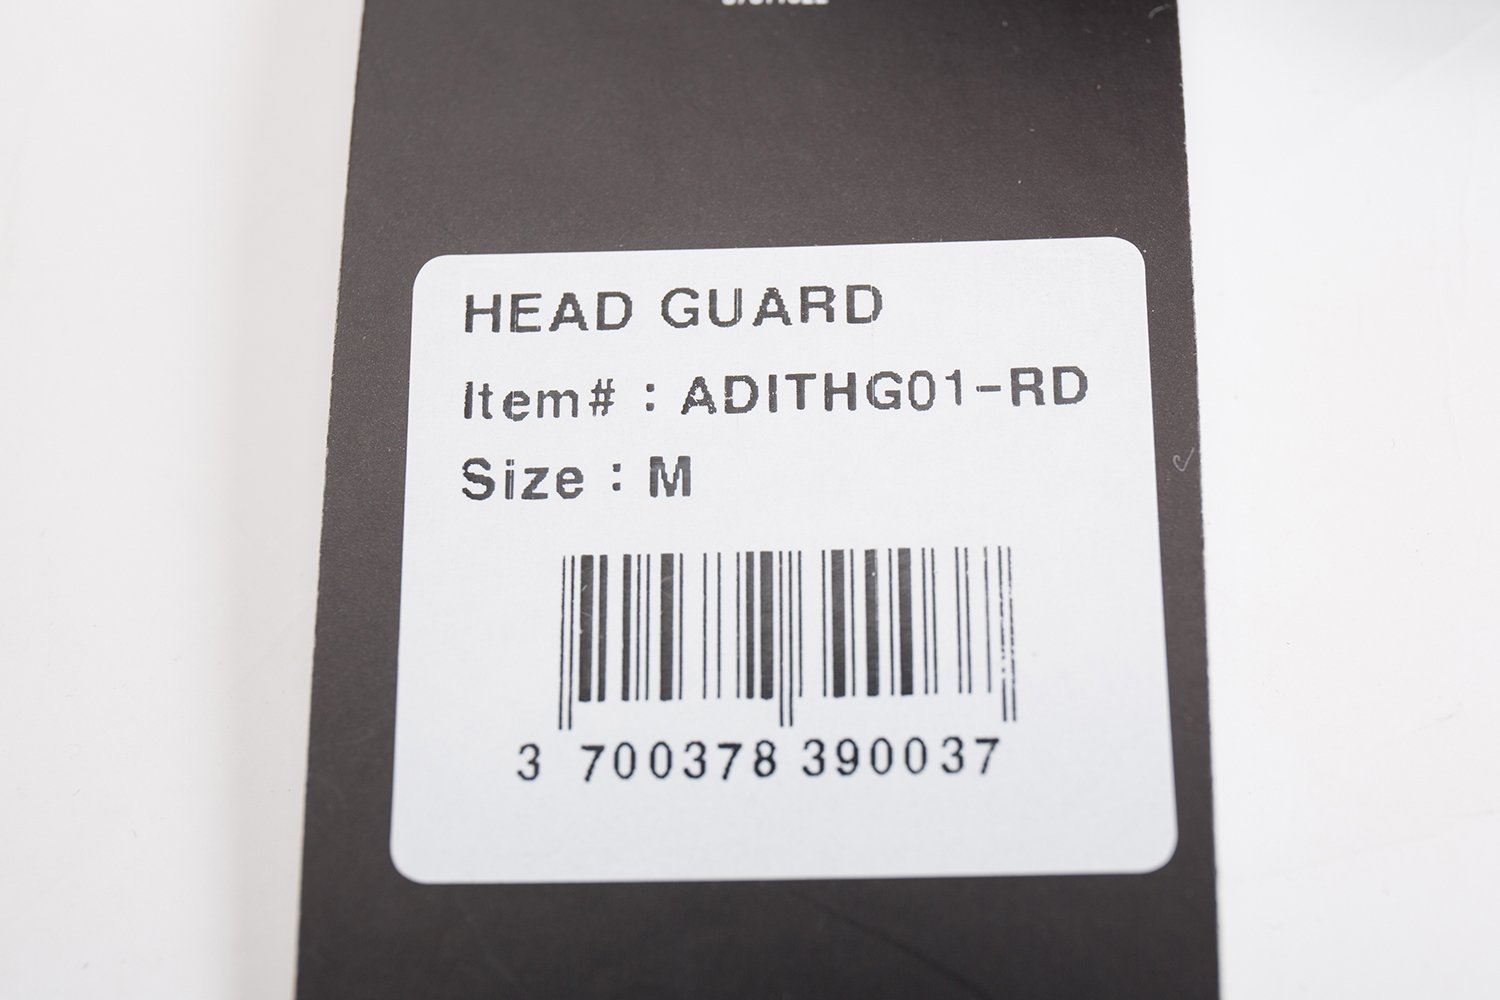 HEAD GUARD
Item# : ADITHG01-RD
Size : M
3 700378 390037